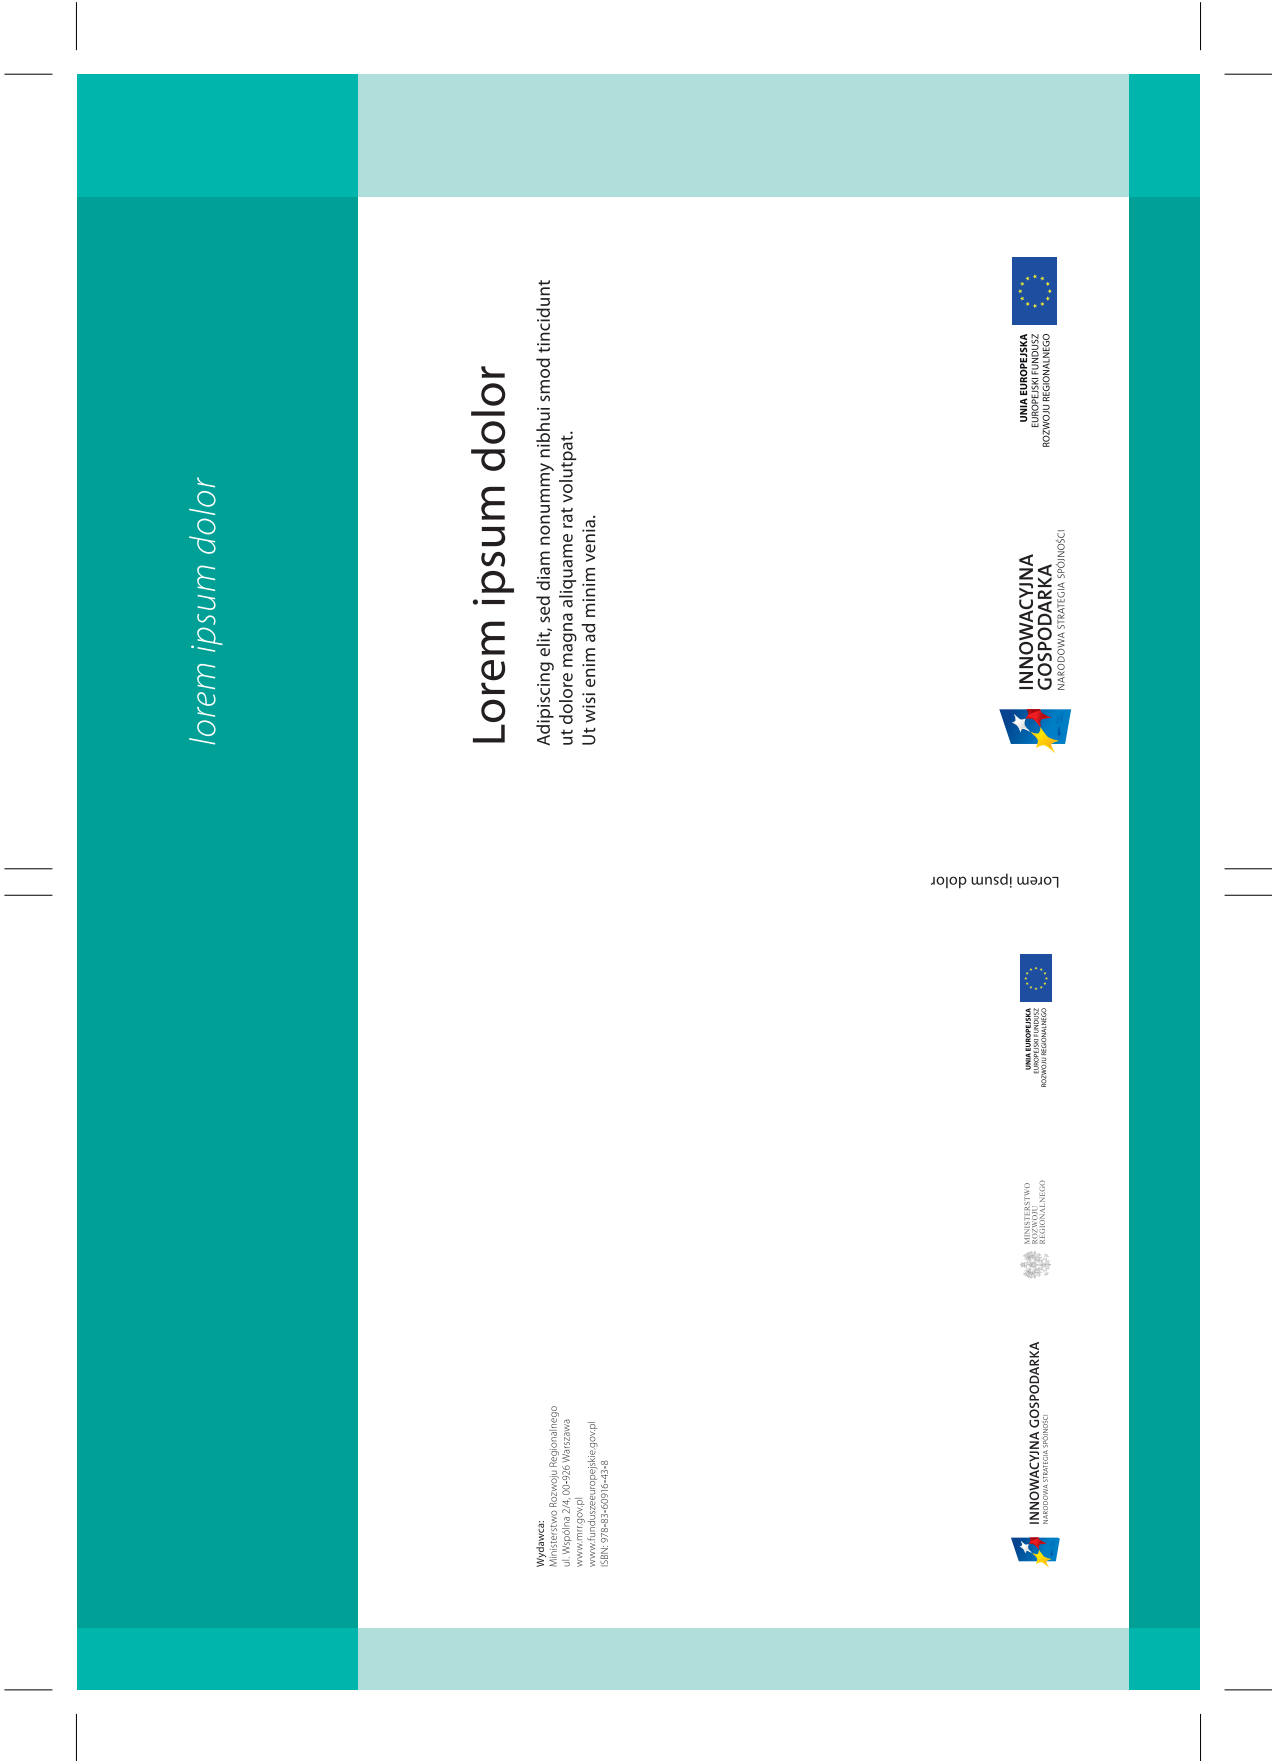 lorem ipsum dolor
Lorem ipsum dolor
Adipiscing elit, sed diam nonummy nibhui smod tincidunt
ut dolore magna aliquame rat volutpat.
Ut wisi enim ad minim venia.
INNOWACYJNA
GOSPODARKA
NARODOWA STRATEGIA SPÓJNOŚCI
UNIA EUROPEJSKA
EUROPEJSKI FUNDUSZ
ROZWOJU REGIONALNEGO
Lorem ipsum dolor
Wydawca:
Ministerstwo Rozwoju Regionalnego
ul. Wspólna 2/4, 00-926 Warszawa
www.mrr.gov.pl
www.funduszeeuropejskie.gov.pl
ISBN: 978-83-60916-43-8
INNOWACYJNA GOSPODARKA
NARODOWA STRATEGIA SPÓJNOŚCI
MINISTERSTWO
ROZWOJU
REGIONALNEGO
UNIA EUROPEJSKA
EUROPEJSKI FUNDUSZ
ROZWOJU REGIONALNEGO